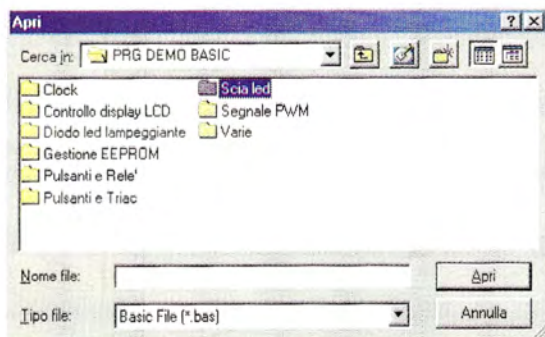 Apri
Cerca in: PRG DEMO BASIC
Clock
Controllo display LCD
Diodo led lampeggiante
Gestione EEPROM
Pulsanti e Rele'
Pulsanti e Triac
Scia led
Segnale PWM
Varie
Nome file:
Apri
Tipo file: Basic File (*.bas)
Annulla